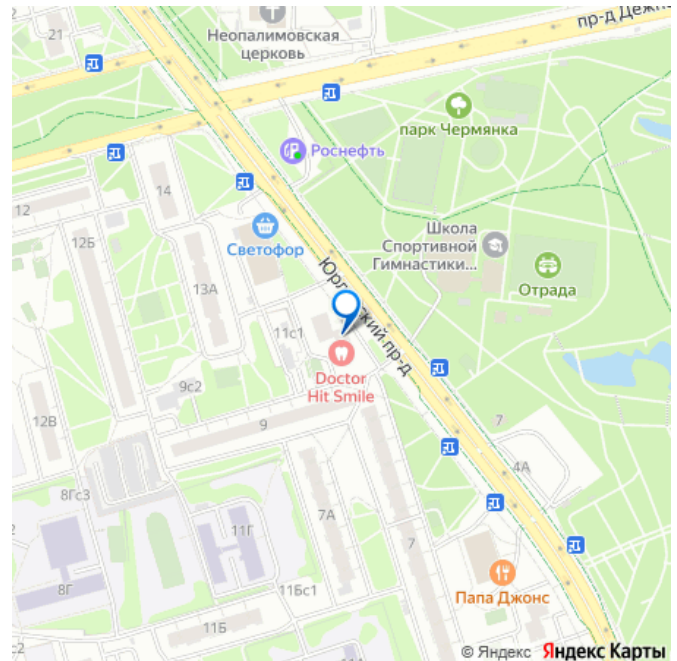 пр-д Дежн
Неопалимовская
церковь
21
парк Чермянка
Роснефть
14
12
12Б
Светофор
Школа
Спортивной
Гимнастики...
Отрада
13А
11с1
Doctor
Hit Smile
9с2
12В
9
7
4А
8Гс3
11Г
7А
7
8Г
11Бс1
Папа Джонс
11Б
с2
© Яндекс Яндекс Карты